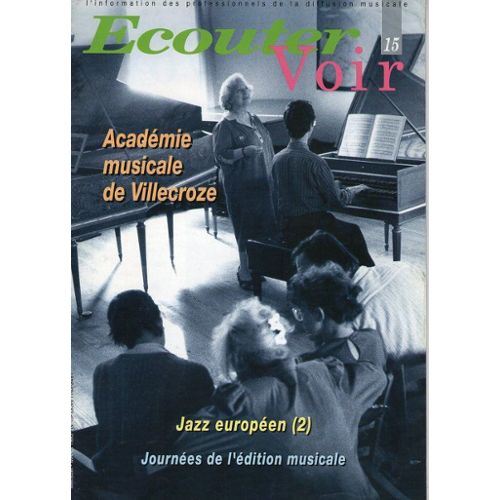 l'information des professionnels de la diffusion musicale
Ecouter
Voir
15
Académie
musicale
de Villecroze
Jazz européen (2)
Journées de l'édition musicale